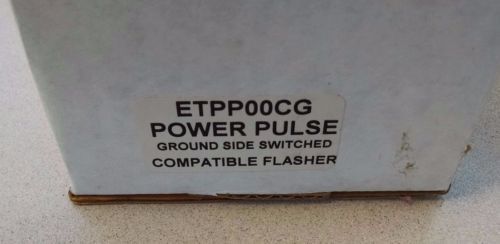 ETPP00CG
POWER PULSE
GROUND SIDE SWITCHED
COMPATIBLE FLASHER